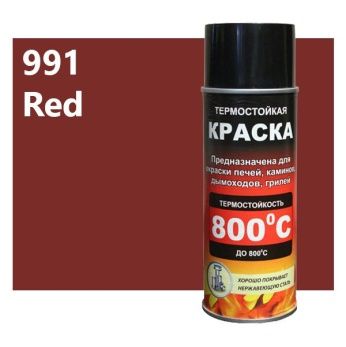 991
Red
ТЕРМОСТОЙКАЯ
КРАСКА
Предназначена для
окраски печей, каминов,
дымоходов, грилей
ТЕРМОСТОЙКОСТЬ
800°C
ДО 800°C
ХОРОШО ПОКРЫВАЕТ
НЕРЖАВЕЮЩУЮ СТАЛЬ